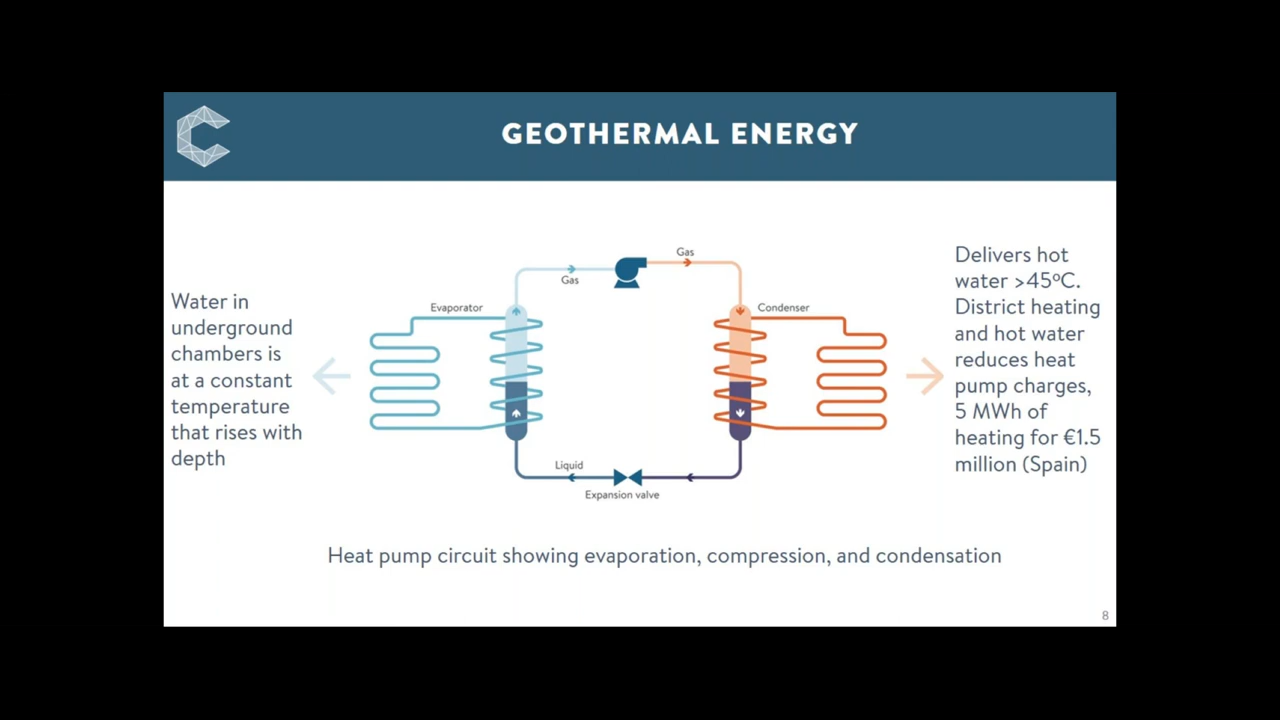 GEOTHERMAL ENERGY
Water in
underground
chambers is
at a constant
temperature
that rises with
depth
Gas
Gas
Evaporator
Condenser
Liquid
Expansion valve
Delivers hot
water >45ºC.
District heating
and hot water
reduces heat
pump charges,
5 MWh of
heating for €1.5
million (Spain)
Heat pump circuit showing evaporation, compression, and condensation
8